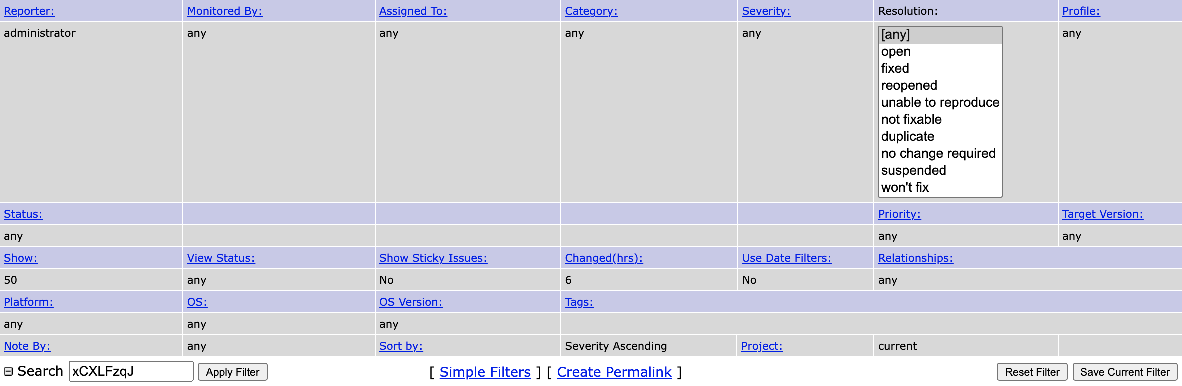 Reporter: Monitored By: Assigned To: Category: Severity: Resolution: Profile:
administrator any any any any [any] any
open
fixed
reopened
unable to reproduce
not fixable
duplicate
no change required
suspended
won't fix
Status: Priority: Target Version:
any any any
Show: View Status: Show Sticky Issues: Changed(hrs): Use Date Filters: Relationships:
50 any No 6 No any
Platform: OS: OS Version: Tags:
any any any
Note By: any Sort by: Severity Ascending Project: current
Search xCXLFzqJ Apply Filter [ Simple Filters ] [ Create Permalink ] Reset Filter Save Current Filter